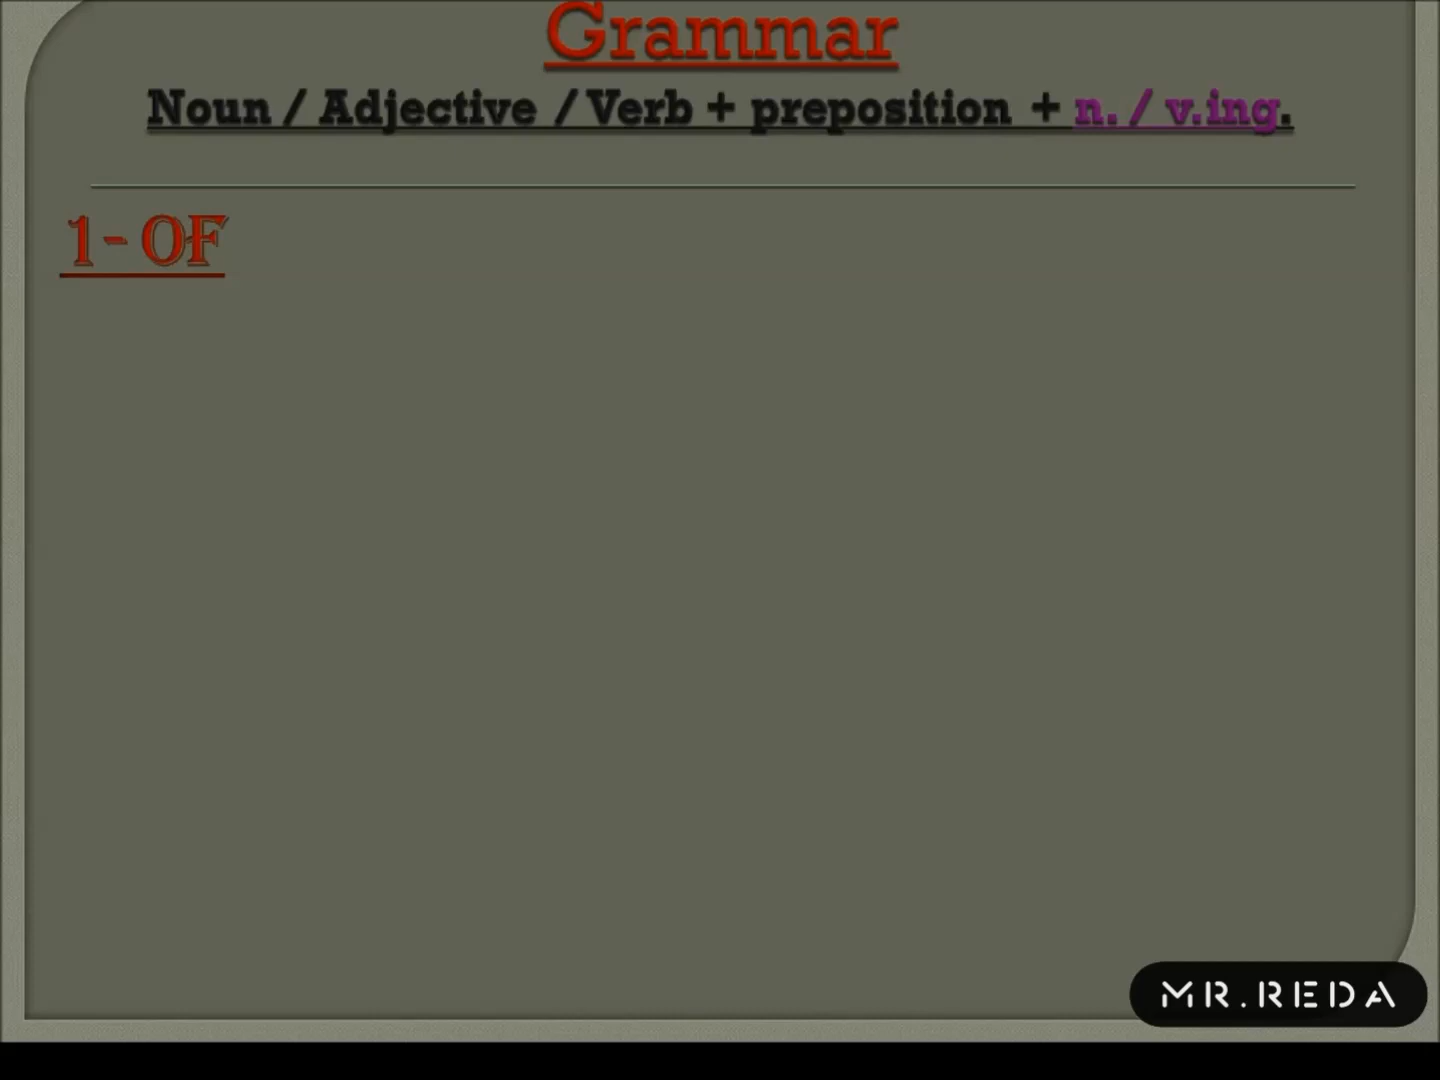 Grammar
Noun / Adjective / Verb + preposition + n. / v.ing.
1- OF
MR.REDA